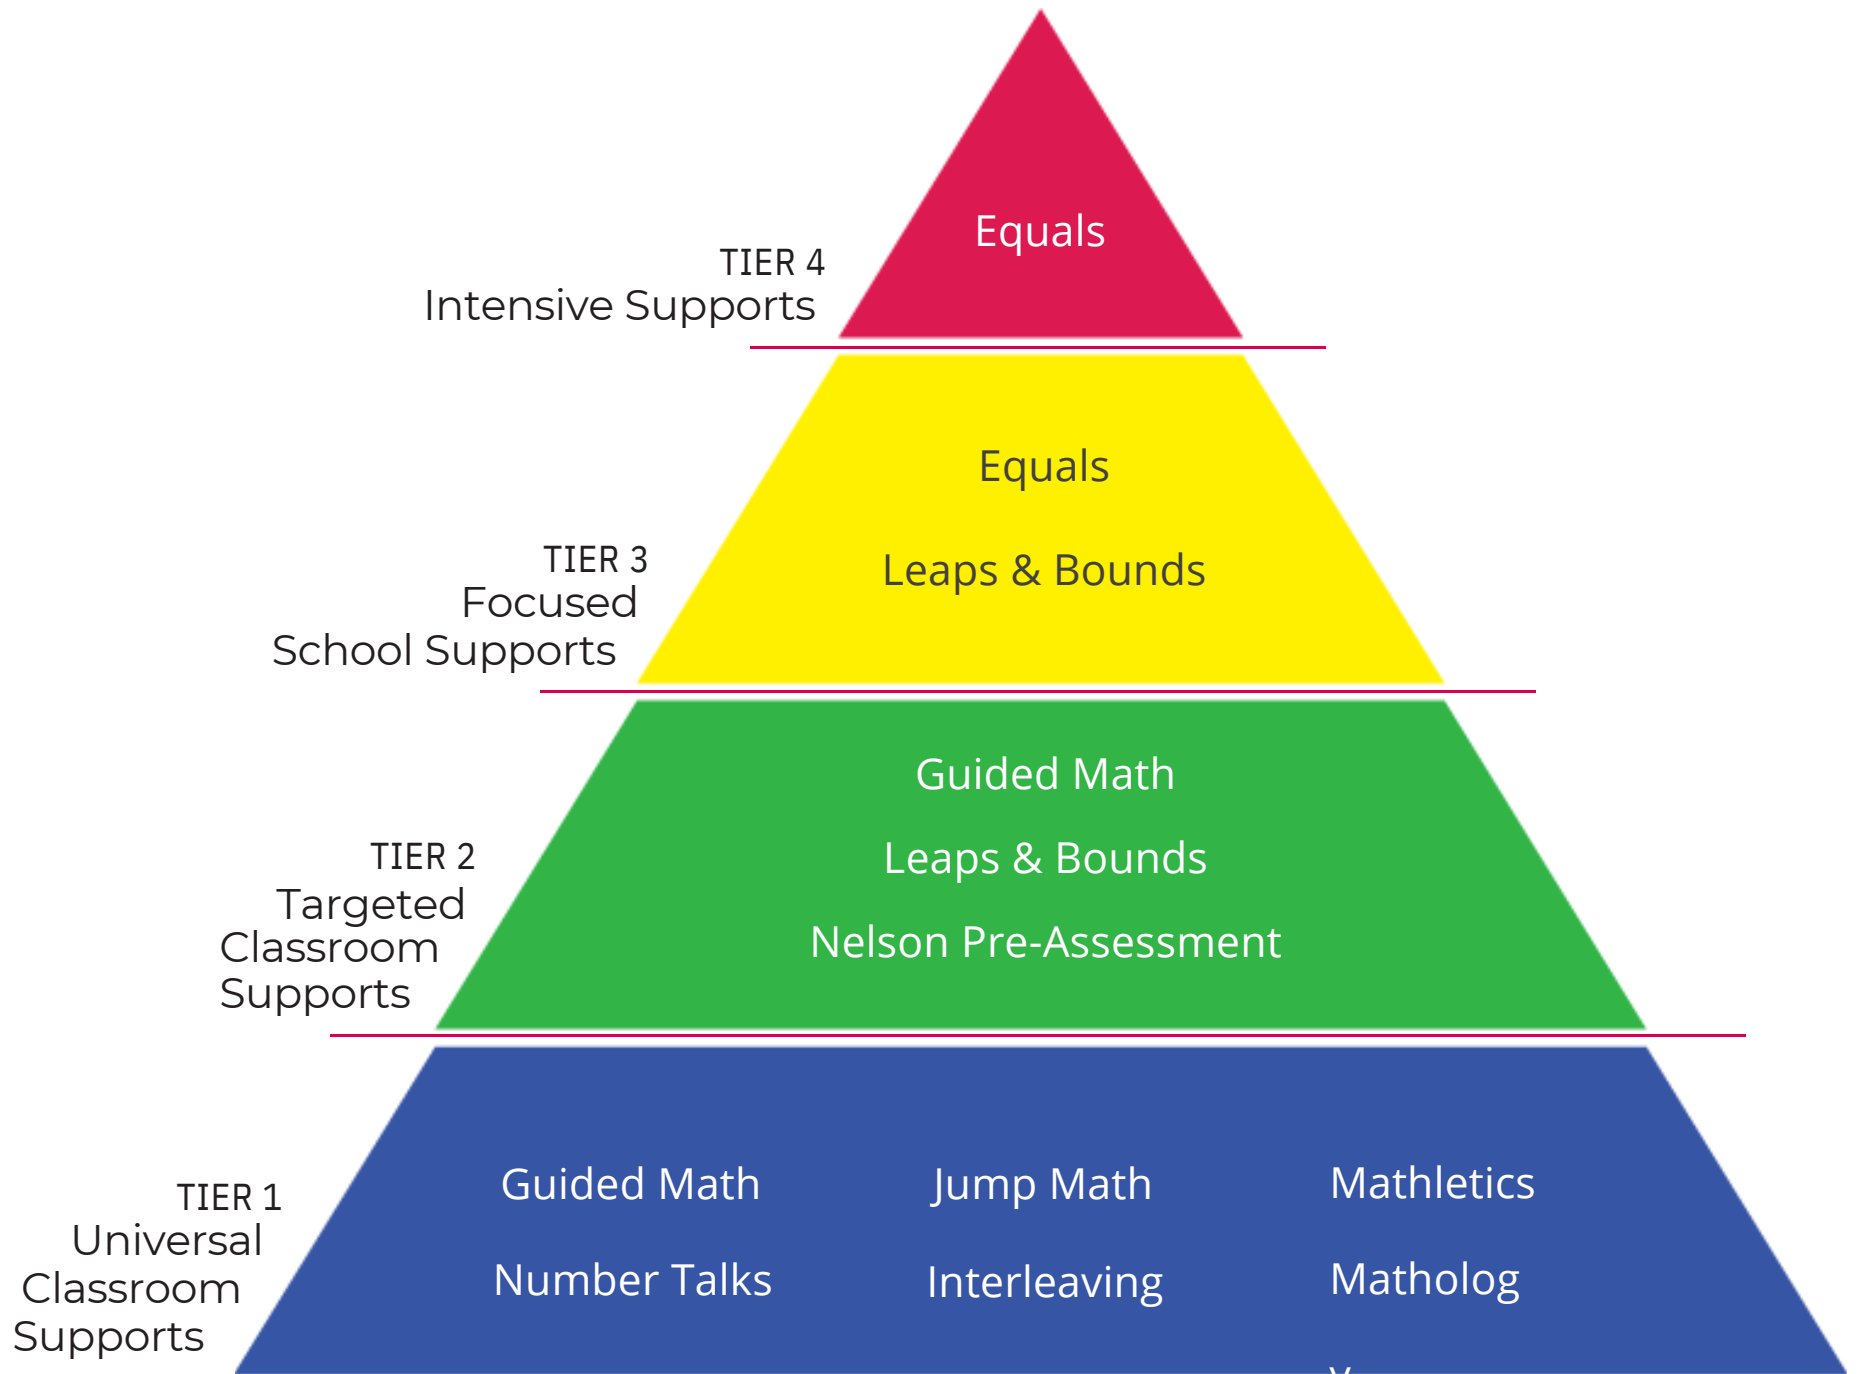 Equals
TIER 4
Intensive Supports
Equals
Leaps & Bounds
TIER 3
Focused
School Supports
Guided Math
Leaps & Bounds
Nelson Pre-Assessment
TIER 2
Targeted
Classroom
Supports
Guided Math Jump Math Mathletics
Number Talks Interleaving Matholog
y
TIER 1
Universal
Classroom
Supports